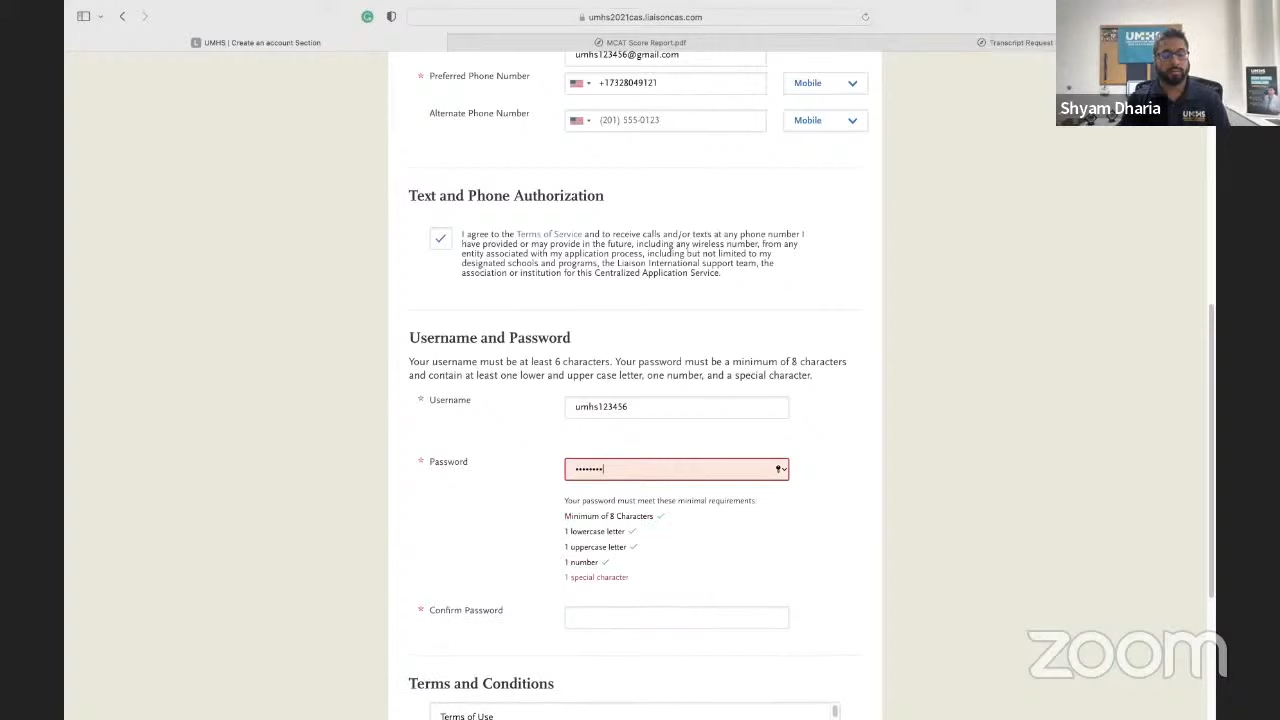 umhs2021cas.liaisoncas.com
UMHS | Create an account Section
MCAT Score Report.pdf
Transcript Request
UMHS
Shyam Dharia
UMHS
UMHS
umhs123456@gmail.com
* Preferred Phone Number
+17328049121
Mobile
Alternate Phone Number
(201) 555-0123
Mobile
Text and Phone Authorization
I agree to the Terms of Service and to receive calls and/or texts at any phone number I
have provided or may provide in the future, including any wireless number, from any
entity associated with my application process, including but not limited to my
designated schools and programs, the Liaison International support team, the
association or institution for this Centralized Application Service.
Username and Password
Your username must be at least 6 characters. Your password must be a minimum of 8 characters
and contain at least one lower and upper case letter, one number, and a special character.
* Username
umhs123456
* Password
••••••••
Your password must meet these minimal requirements:
Minimum of 8 Characters ✓
1 lowercase letter ✓
1 uppercase letter ✓
1 number ✓
1 special character
* Confirm Password
Terms and Conditions
Terms of Use
zoom